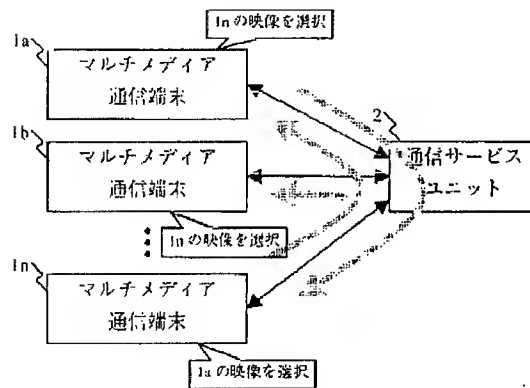 1nの映像を選択
1a
マルチメディア
通信端末
1b
マルチメディア
通信端末
1nの映像を選択
2
通信サービス
ユニット
1n
マルチメディア
通信端末
1aの映像を選択